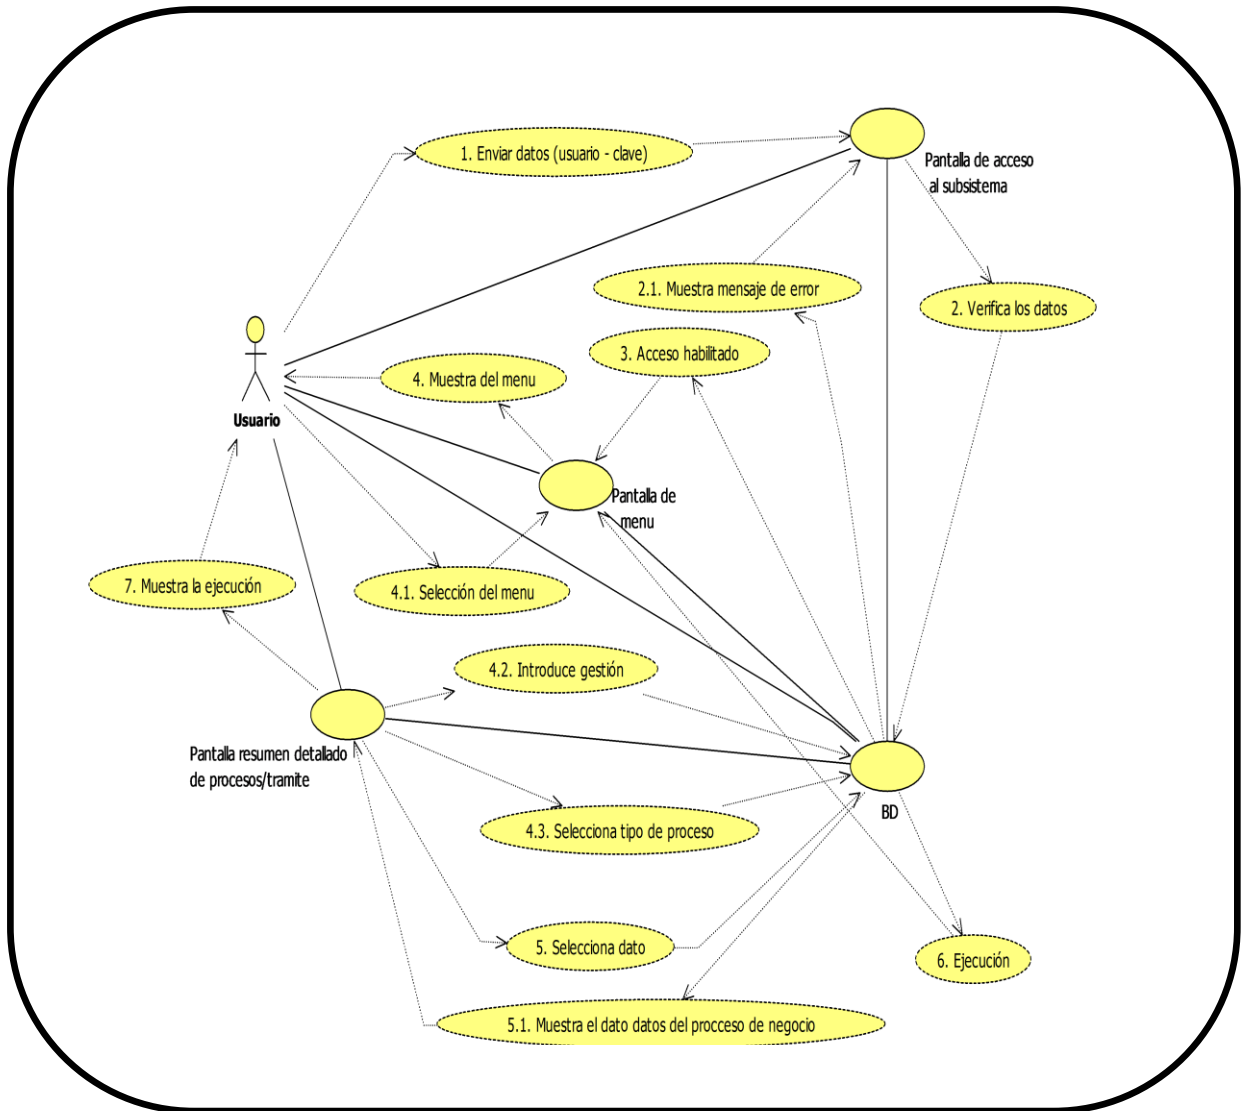 1. Enviar datos (usuario - clave)
Pantalla de acceso
al subsistema
2.1. Muestra mensaje de error
2. Verifica los datos
3. Acceso habilitado
4. Muestra del menu
Usuario
Pantalla de
menu
7. Muestra la ejecución
4.1. Selección del menu
4.2. Introduce gestión
Pantalla resumen detallado
de procesos/tramite
BD
4.3. Selecciona tipo de proceso
5. Selecciona dato
6. Ejecución
5.1. Muestra el dato datos del procceso de negocio